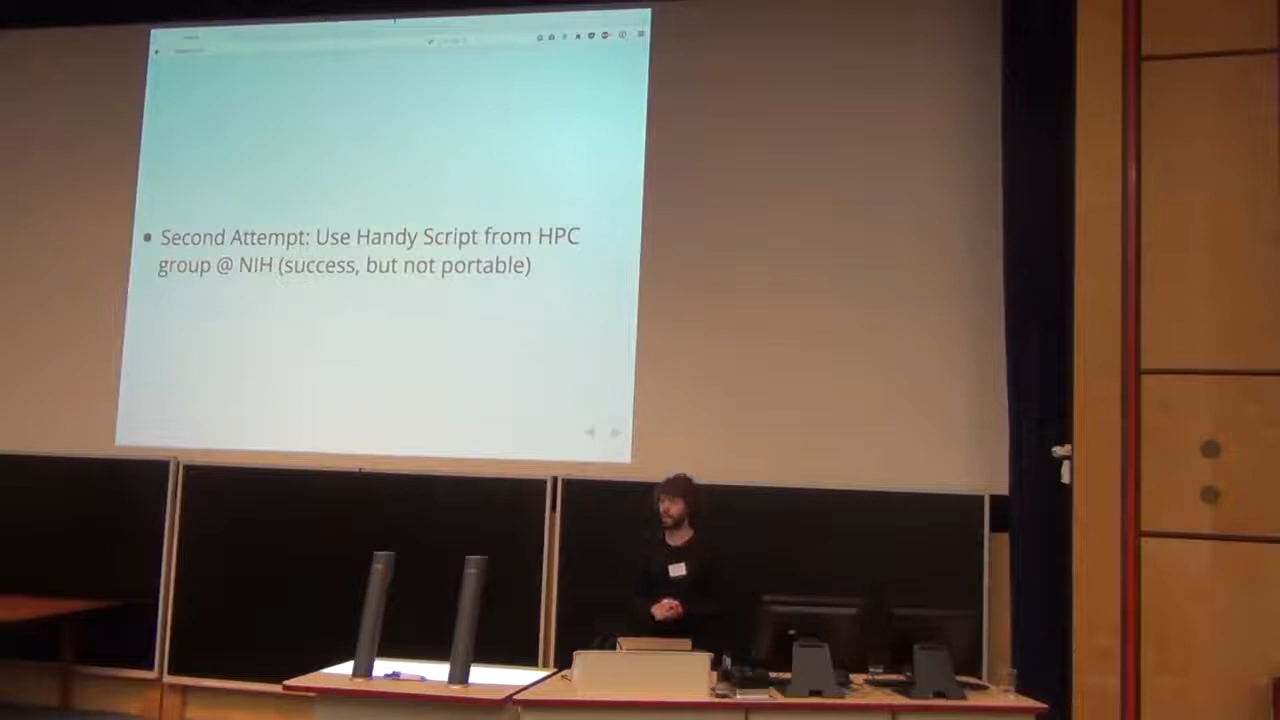 Second Attempt: Use Handy Script from HPC
group @ NIH (success, but not portable)